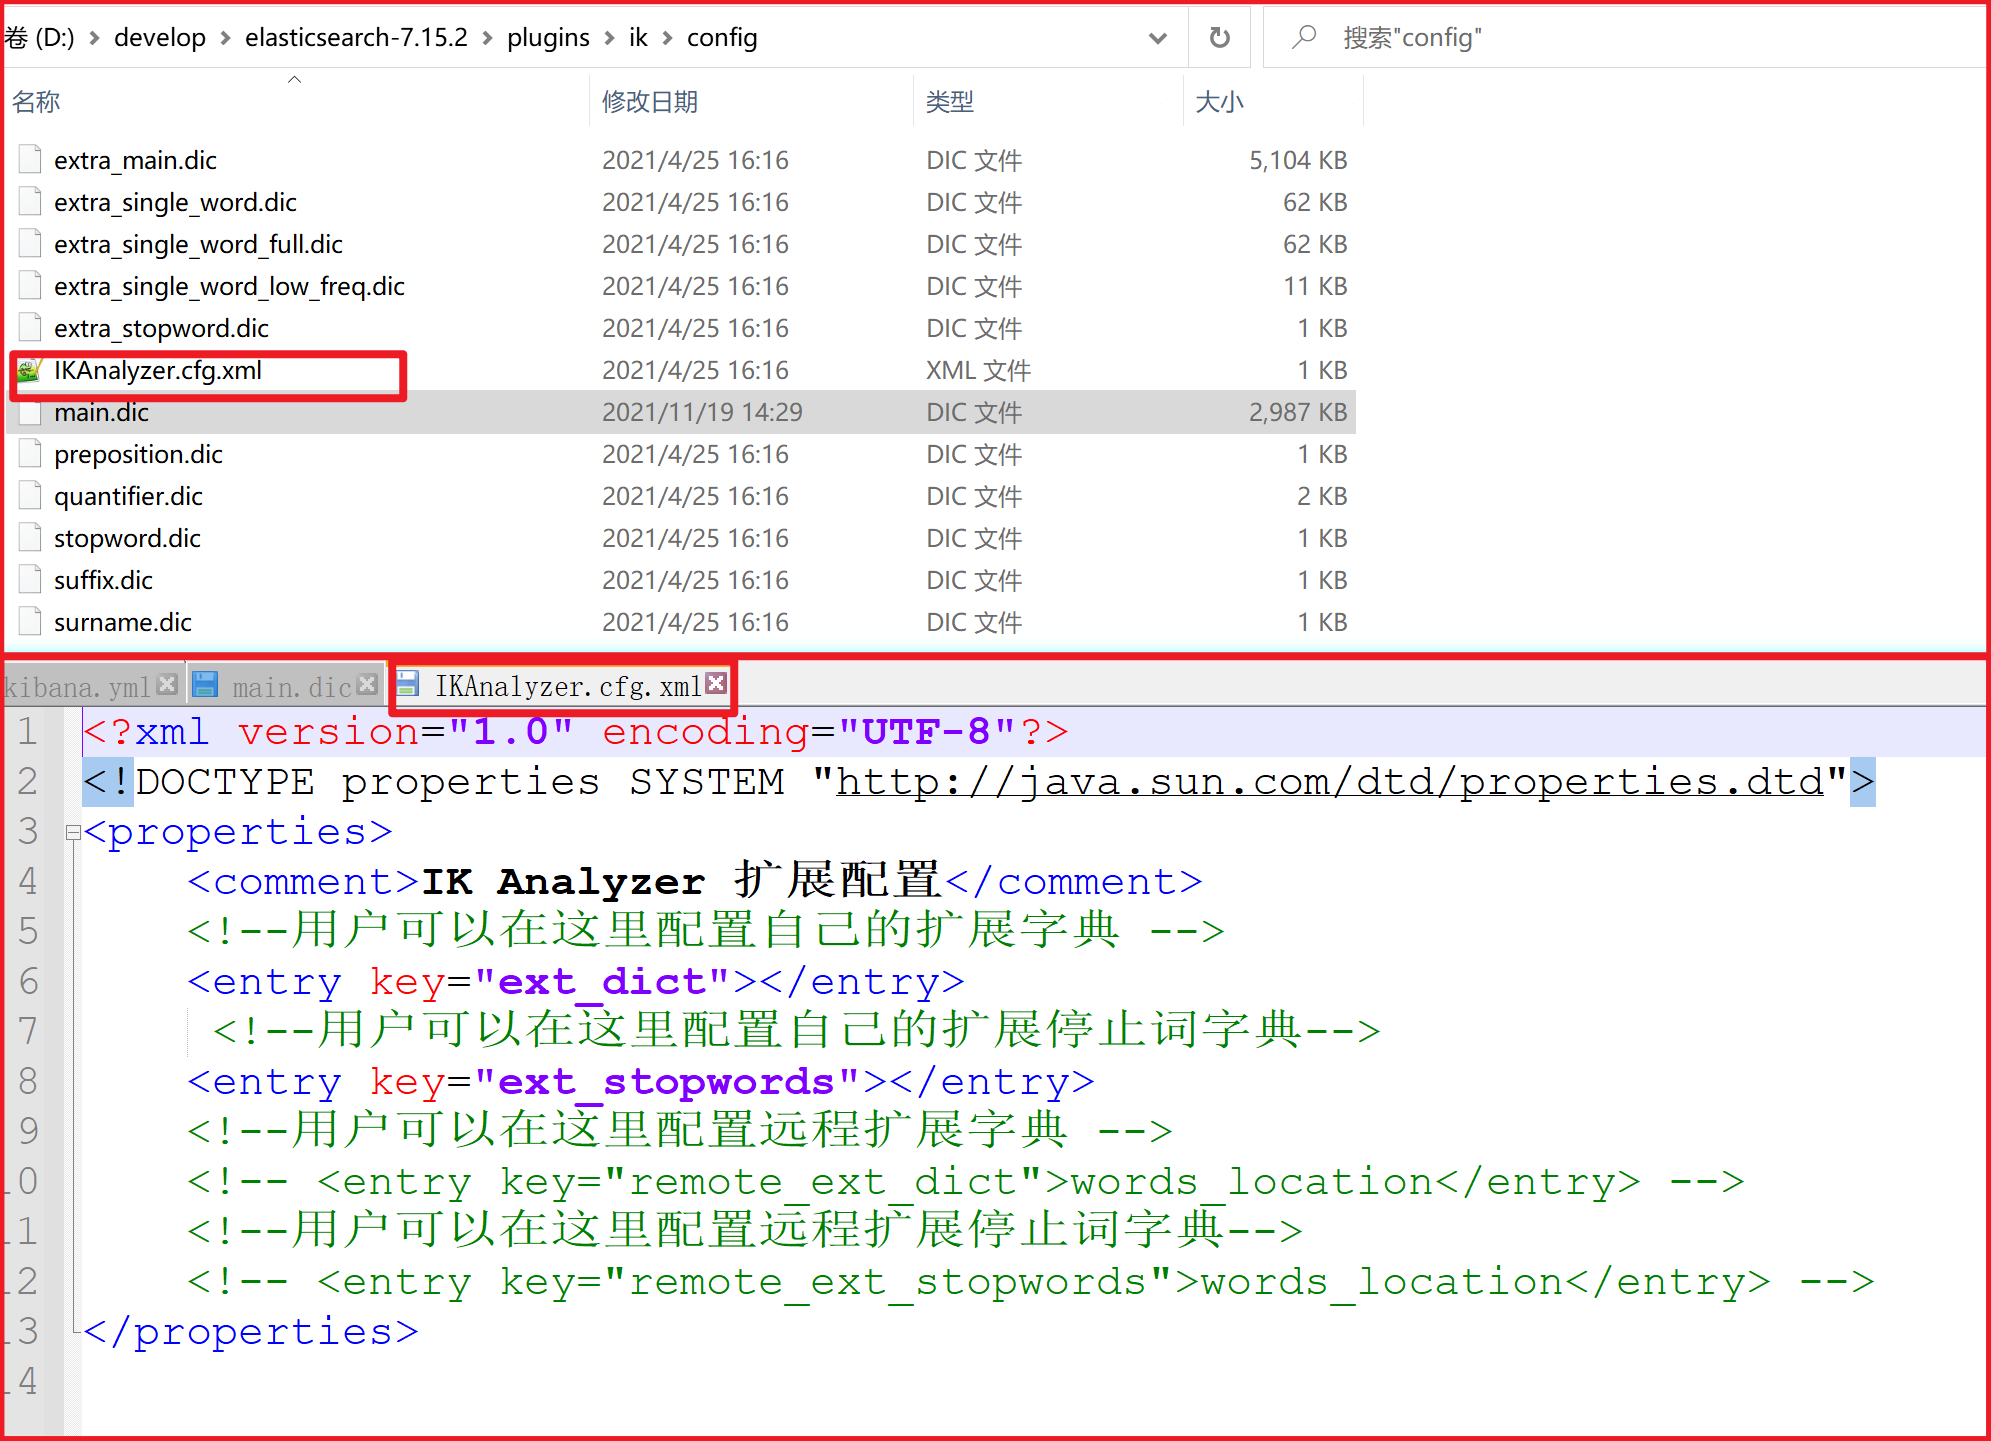 卷 (D:) > develop > elasticsearch-7.15.2 > plugins > ik > config
搜索"config"
名称 修改日期 类型 大小
extra_main.dic 2021/4/25 16:16 DIC 文件 5,104 KB
extra_single_word.dic 2021/4/25 16:16 DIC 文件 62 KB
extra_single_word_full.dic 2021/4/25 16:16 DIC 文件 62 KB
extra_single_word_low_freq.dic 2021/4/25 16:16 DIC 文件 11 KB
extra_stopword.dic 2021/4/25 16:16 DIC 文件 1 KB
IKAnalyzer.cfg.xml 2021/4/25 16:16 XML 文件 1 KB
main.dic 2021/11/19 14:29 DIC 文件 2,987 KB
preposition.dic 2021/4/25 16:16 DIC 文件 1 KB
quantifier.dic 2021/4/25 16:16 DIC 文件 2 KB
stopword.dic 2021/4/25 16:16 DIC 文件 1 KB
suffix.dic 2021/4/25 16:16 DIC 文件 1 KB
surname.dic 2021/4/25 16:16 DIC 文件 1 KB
kibana.yml main.dic IKAnalyzer.cfg.xml
1 <?xml version="1.0" encoding="UTF-8"?>
2 <!DOCTYPE properties SYSTEM "http://java.sun.com/dtd/properties.dtd">
3 <properties>
4 <comment>IK Analyzer 扩展配置</comment>
5 <!--用户可以在这里配置自己的扩展字典 -->
6 <entry key="ext_dict"></entry>
7 <!--用户可以在这里配置自己的扩展停止词字典-->
8 <entry key="ext_stopwords"></entry>
9 <!--用户可以在这里配置远程扩展字典 -->
10 <!-- <entry key="remote_ext_dict">words_location</entry> -->
11 <!--用户可以在这里配置远程扩展停止词字典-->
12 <!-- <entry key="remote_ext_stopwords">words_location</entry> -->
13 </properties>
14